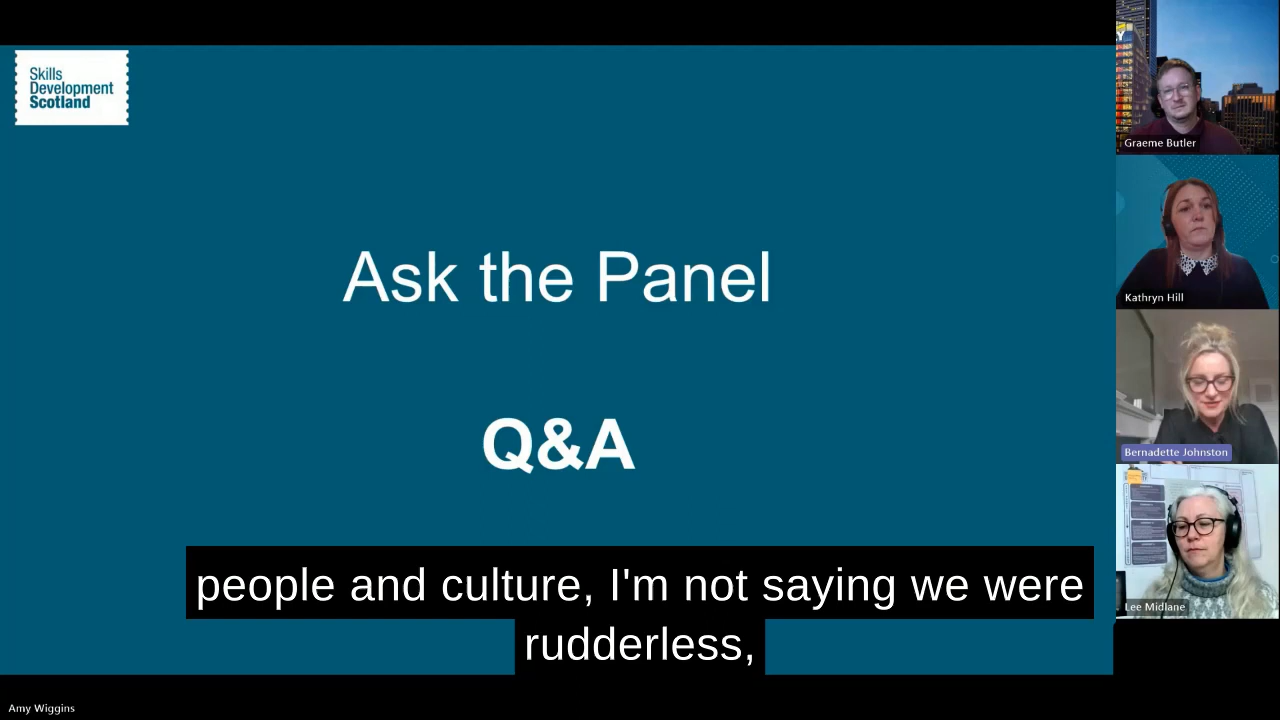 Skills
Development
Scotland
Ask the Panel
Q&A
people and culture, I'm not saying we were
rudderless,
Graeme Butler
Kathryn Hill
Bernadette Johnston
Lee Midlane
Amy Wiggins